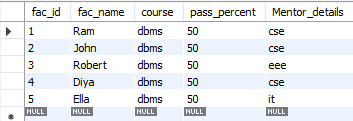 fac_id fac_name course pass_percent Mentor_details
1 Ram dbms 50 cse
2 John dbms 50 cse
3 Robert dbms 50 eee
4 Diya dbms 50 cse
5 Ella dbms 50 it
NULL NULL NULL NULL NULL